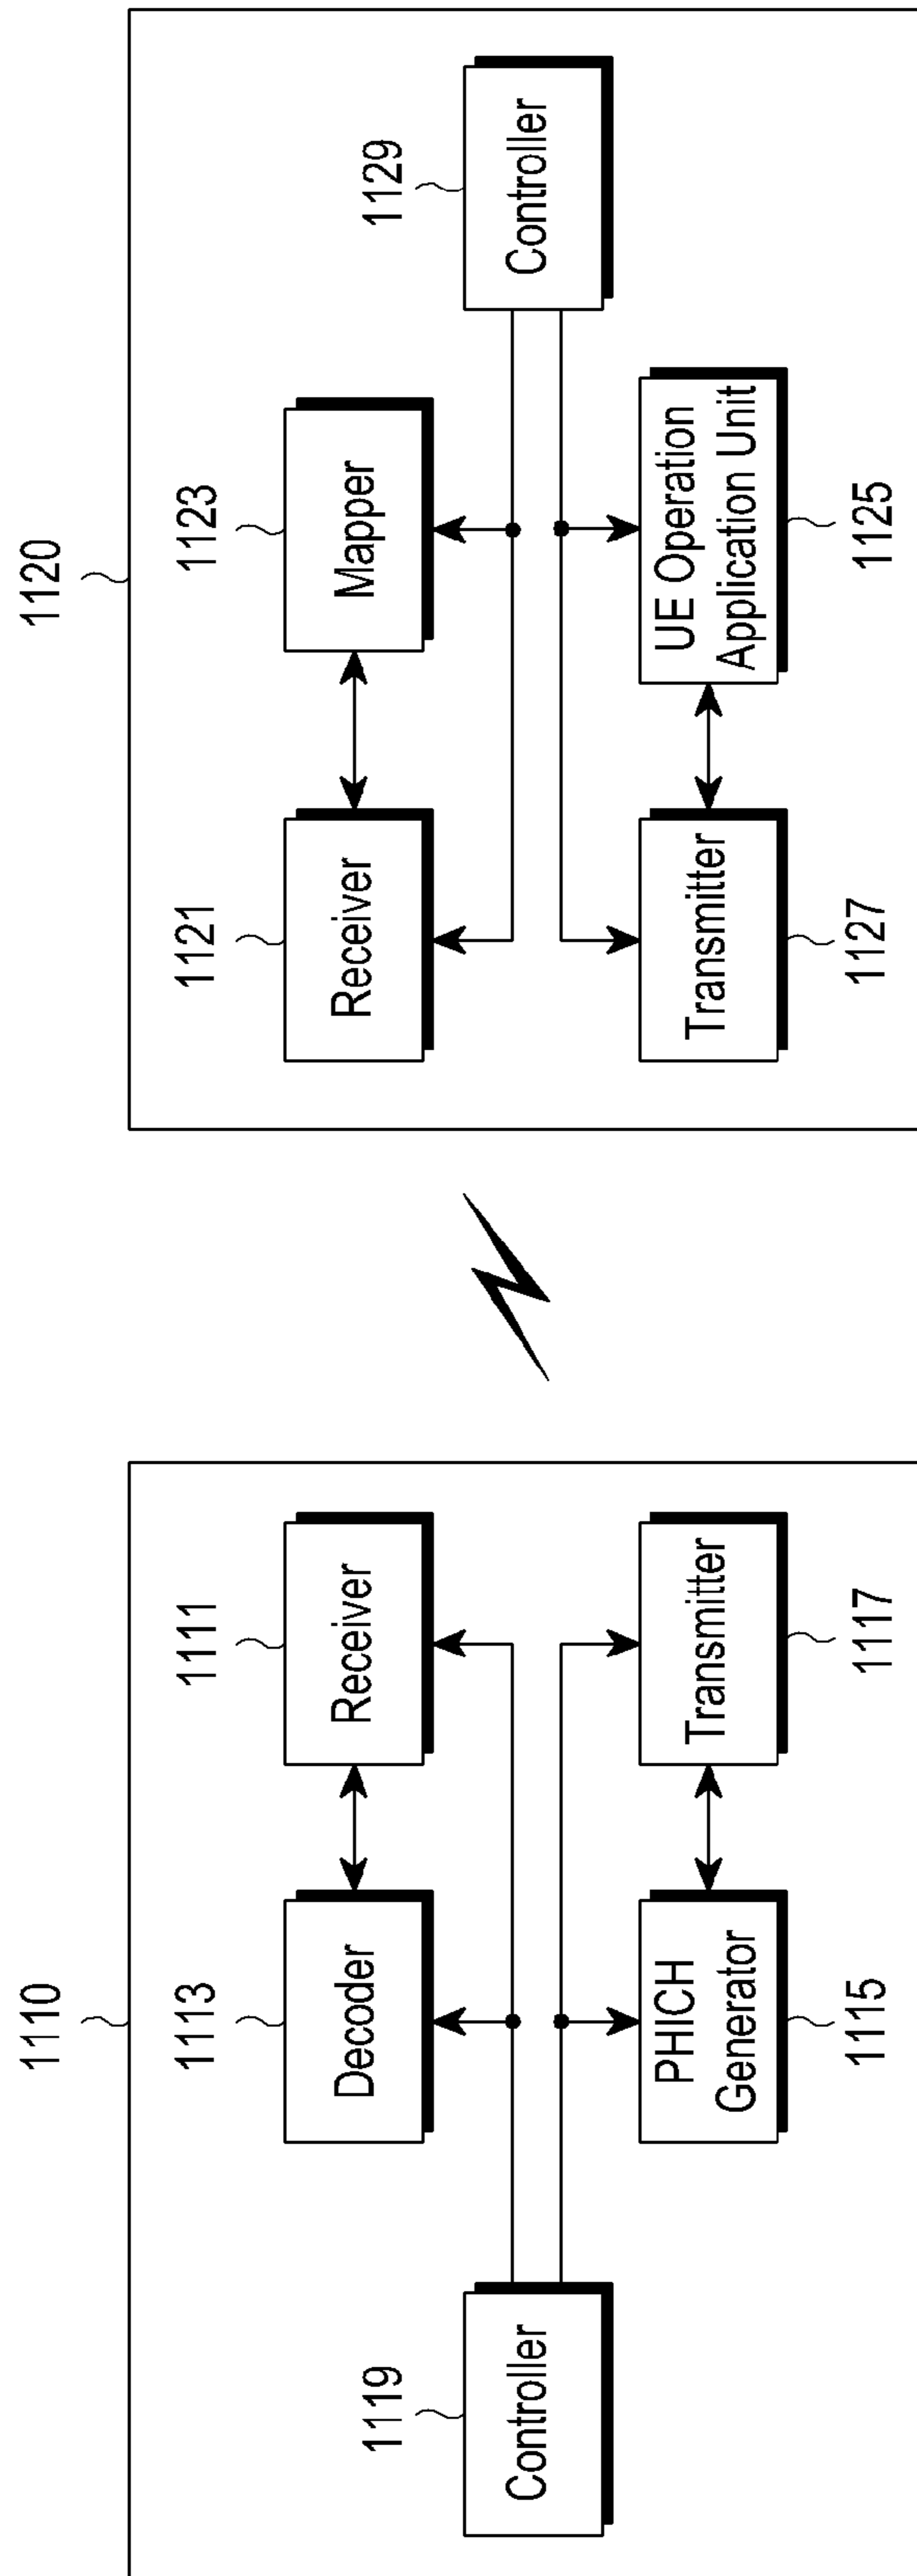 1110
1113
Decoder
1111
Receiver
1119
Controller
PHICH
Generator
1115
Transmitter
1117
1120
1121
Receiver
1123
Mapper
1129
Controller
Transmitter
1127
UE Operation
Application Unit
1125